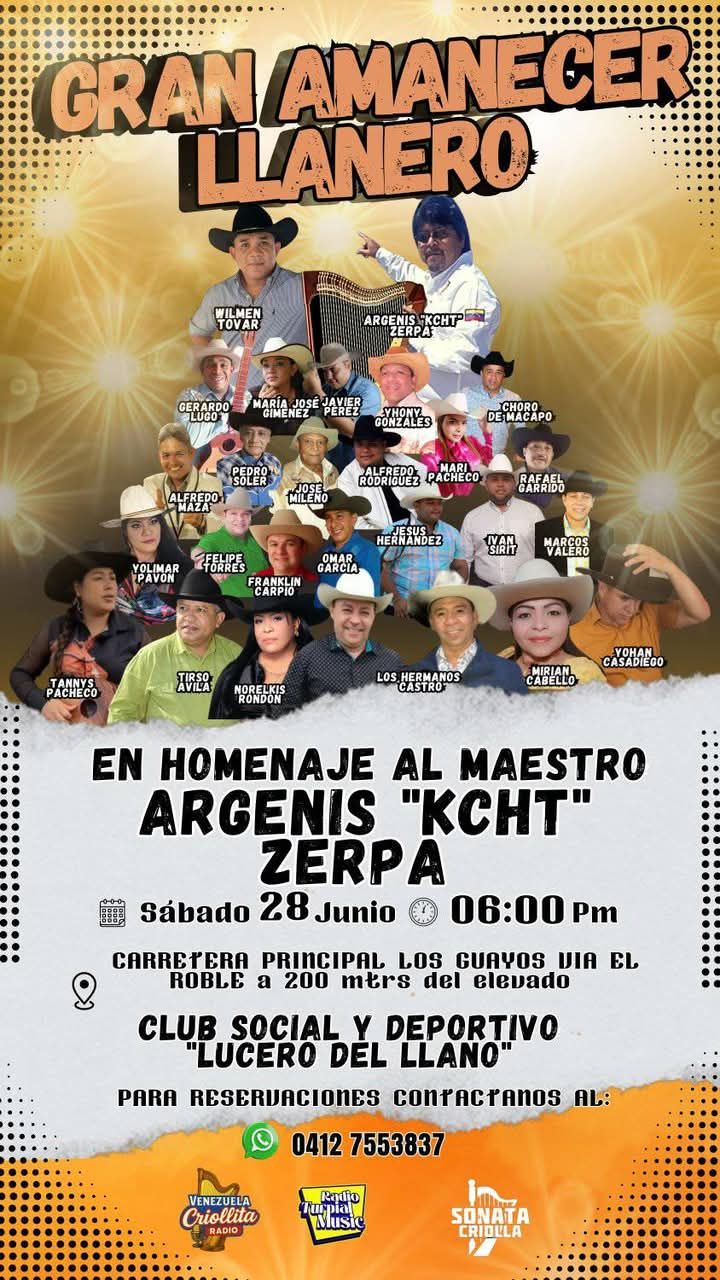 GRAN AMANECER
LLANERO
WILMEN
TOVAR
ARGENIS "KCHT"
ZERPA
GERARDO
LUGO
MARÍA JOSÉ
GIMENEZ
JAVIER
PEREZ
YHONY
GONZALES
CHORO
DE MACAPO
ALFREDO
MAZA
PEDRO
SOLER
JOSE
MILEÑO
ALFREDO
RODRIGUEZ
MARI
PACHECO
RAFAEL
GARRIDO
YOLIMAR
PAVON
FELIPE
TORRES
FRANKLIN
CARPIO
OMAR
GARCÍA
JESUS
HERNÁNDEZ
IVAN
SIRIT
MARCOS
VALERO
TANNYS
PACHECO
TIRSO
AVILA
NORELKIS
RONDON
LOS HERMANOS
CASTRO
MIRIAN
CABELLO
YOHAN
CASADIEGO
EN HOMENAJE AL MAESTRO
ARGENIS "KCHT"
ZERPA
Sábado 28 Junio 06:00 Pm
CARRETERA PRINCIPAL LOS GUAYOS VIA EL
ROBLE a 200 mtrs del elevado
CLUB SOCIAL Y DEPORTIVO
"LUCERO DEL LLANO"
PARA RESERVACIONES CONTACTANOS AL:
0412 7553837
VENEZUELA
Criollita
RADIO
Radio
Turpial
Music
SONATA
CRIOLLA